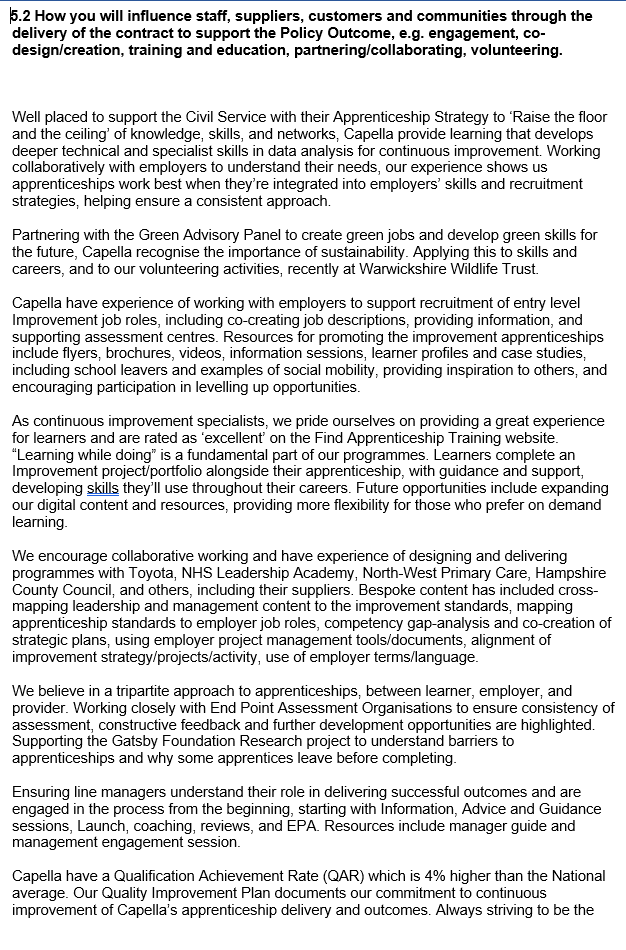 5.2 How you will influence staff, suppliers, customers and communities through the
delivery of the contract to support the Policy Outcome, e.g. engagement, co-
design/creation, training and education, partnering/collaborating, volunteering.
Well placed to support the Civil Service with their Apprenticeship Strategy to ‘Raise the floor
and the ceiling’ of knowledge, skills, and networks, Capella provide learning that develops
deeper technical and specialist skills in data analysis for continuous improvement. Working
collaboratively with employers to understand their needs, our experience shows us
apprenticeships work best when they’re integrated into employers’ skills and recruitment
strategies, helping ensure a consistent approach.
Partnering with the Green Advisory Panel to create green jobs and develop green skills for
the future, Capella recognise the importance of sustainability. Applying this to skills and
careers, and to our volunteering activities, recently at Warwickshire Wildlife Trust.
Capella have experience of working with employers to support recruitment of entry level
Improvement job roles, including co-creating job descriptions, providing information, and
supporting assessment centres. Resources for promoting the improvement apprenticeships
include flyers, brochures, videos, information sessions, learner profiles and case studies,
including school leavers and examples of social mobility, providing inspiration to others, and
encouraging participation in levelling up opportunities.
As continuous improvement specialists, we pride ourselves on providing a great experience
for learners and are rated as ‘excellent’ on the Find Apprenticeship Training website.
“Learning while doing” is a fundamental part of our programmes. Learners complete an
Improvement project/portfolio alongside their apprenticeship, with guidance and support,
developing skills they’ll use throughout their careers. Future opportunities include expanding
our digital content and resources, providing more flexibility for those who prefer on demand
learning.
We encourage collaborative working and have experience of designing and delivering
programmes with Toyota, NHS Leadership Academy, North-West Primary Care, Hampshire
County Council, and others, including their suppliers. Bespoke content has included cross-
mapping leadership and management content to the improvement standards, mapping
apprenticeship standards to employer job roles, competency gap-analysis and co-creation of
strategic plans, using employer project management tools/documents, alignment of
improvement strategy/projects/activity, use of employer terms/language.
We believe in a tripartite approach to apprenticeships, between learner, employer, and
provider. Working closely with End Point Assessment Organisations to ensure consistency of
assessment, constructive feedback and further development opportunities are highlighted.
Supporting the Gatsby Foundation Research project to understand barriers to
apprenticeships and why some apprentices leave before completing.
Ensuring line managers understand their role in delivering successful outcomes and are
engaged in the process from the beginning, starting with Information, Advice and Guidance
sessions, Launch, coaching, reviews, and EPA. Resources include manager guide and
management engagement session.
Capella have a Qualification Achievement Rate (QAR) which is 4% higher than the National
average. Our Quality Improvement Plan documents our commitment to continuous
improvement of Capella’s apprenticeship delivery and outcomes. Always striving to be the